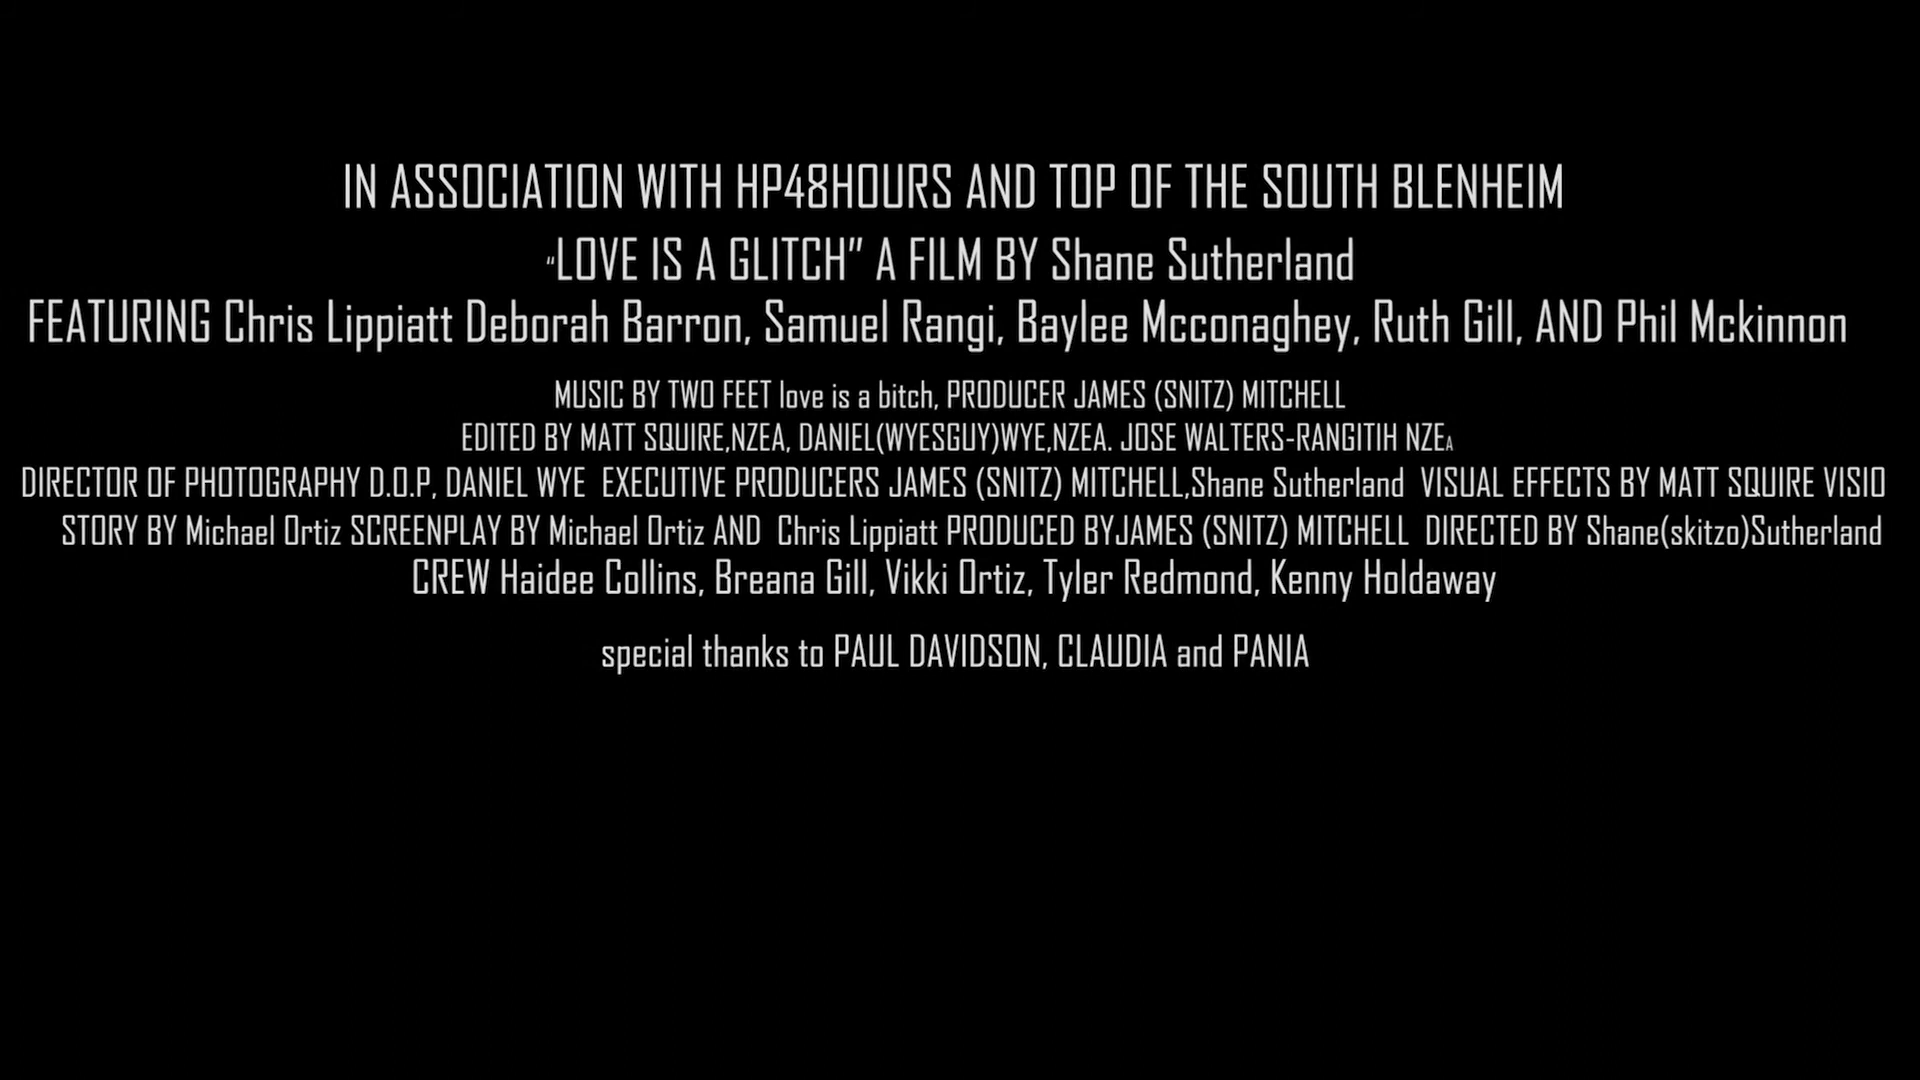 IN ASSOCIATION WITH HP48HOURS AND TOP OF THE SOUTH BLENHEIM
“LOVE IS A GLITCH” A FILM BY Shane Sutherland
FEATURING Chris Lippiatt Deborah Barron, Samuel Rangi, Baylee Mcconaghey, Ruth Gill, AND Phil Mckinnon
MUSIC BY TWO FEET love is a bitch, PRODUCER JAMES (SNITZ) MITCHELL
EDITED BY MATT SQUIRE,NZEA, DANIEL(WYESGUY)WYE,NZEA. JOSE WALTERS-RANGITIH NZEA
DIRECTOR OF PHOTOGRAPHY D.O.P, DANIEL WYE  EXECUTIVE PRODUCERS JAMES (SNITZ) MITCHELL,Shane Sutherland  VISUAL EFFECTS BY MATT SQUIRE VISIO
STORY BY Michael Ortiz SCREENPLAY BY Michael Ortiz AND  Chris Lippiatt PRODUCED BYJAMES (SNITZ) MITCHELL  DIRECTED BY Shane(skitzo)Sutherland
CREW Haidee Collins, Breana Gill, Vikki Ortiz, Tyler Redmond, Kenny Holdaway
special thanks to PAUL DAVIDSON, CLAUDIA and PANIA